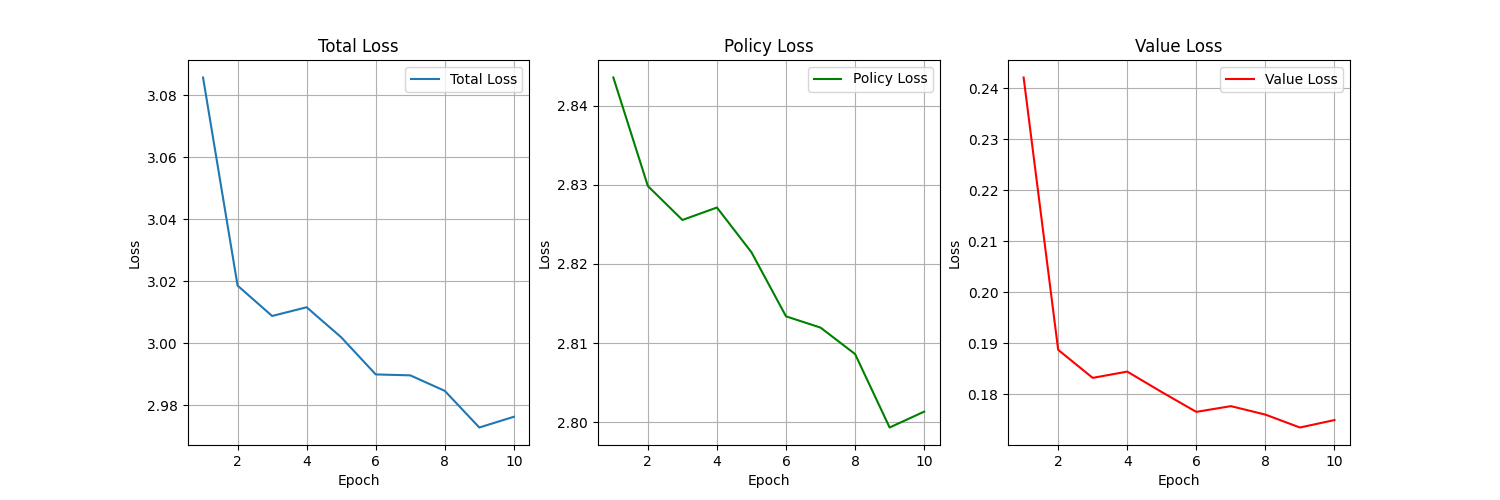 Total Loss
Total Loss
3.08
3.06
3.04
3.02
3.00
2.98
Loss
2 4 6 8 10
Epoch
Policy Loss
Policy Loss
2.84
2.83
2.82
2.81
2.80
Loss
2 4 6 8 10
Epoch
Value Loss
Value Loss
0.24
0.23
0.22
0.21
0.20
0.19
0.18
Loss
2 4 6 8 10
Epoch